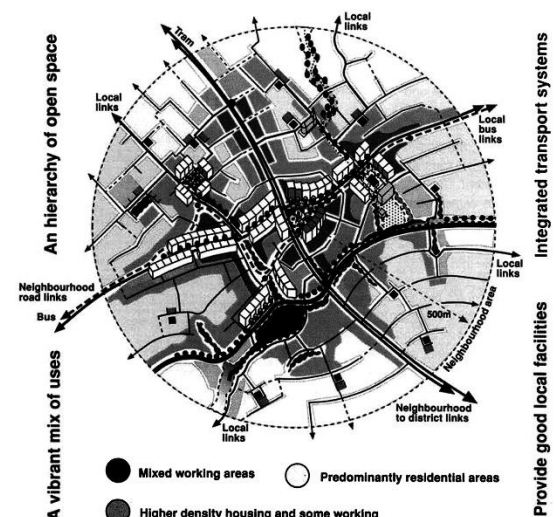 An hierarchy of open space
A vibrant mix of uses
Integrated transport systems
Provide good local facilities
Tram
Local
links
Local
links
Local
bus
links
Local
links
Neighbourhood
road links
Bus
500m
Neighbourhood area
Neighbourhood
to district links
Local
links
Mixed working areas
Predominantly residential areas
Higher density housing and some working